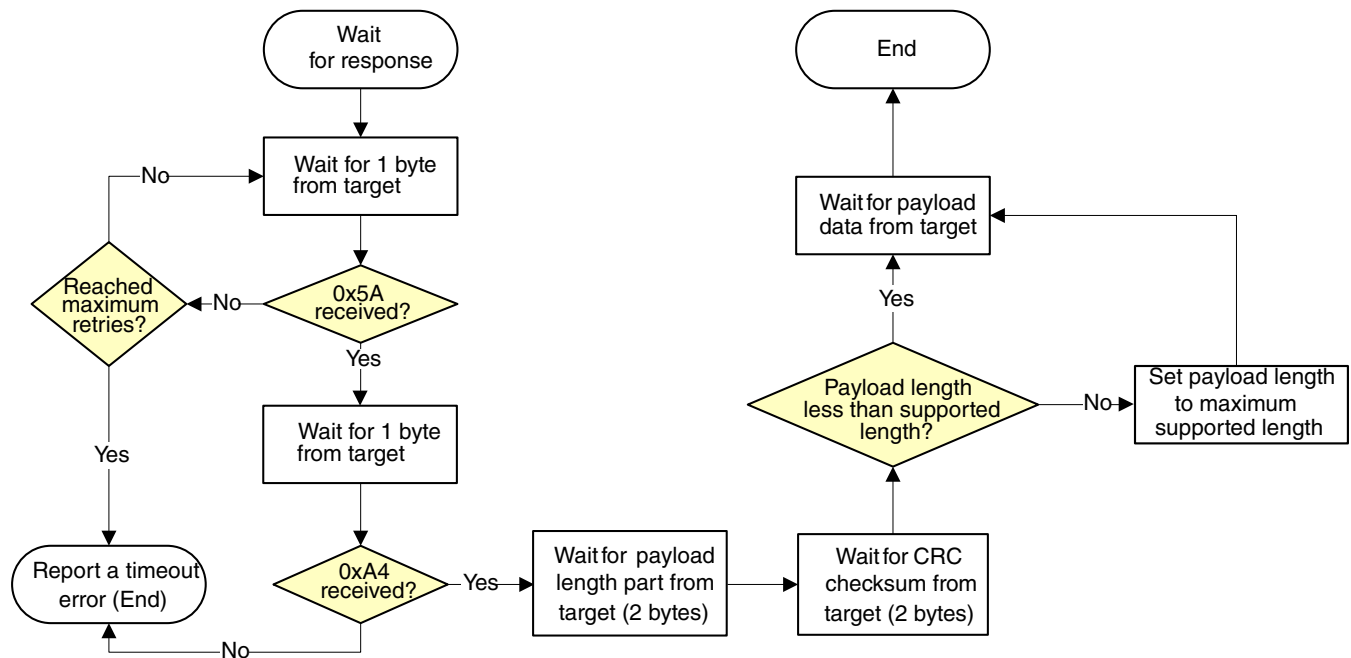 Wait
for response
Wait for 1 byte
from target
No
Reached
maximum
retries?
No
0x5A
received?
Yes
Wait for 1 byte
from target
Yes
Report a timeout
error (End)
0xA4
received?
No
Yes
Wait for payload
length part from
target (2 bytes)
Wait for CRC
checksum from
target (2 bytes)
Payload length
less than supported
length?
No
Set payload length
to maximum
supported length
Yes
Wait for payload
data from target
End